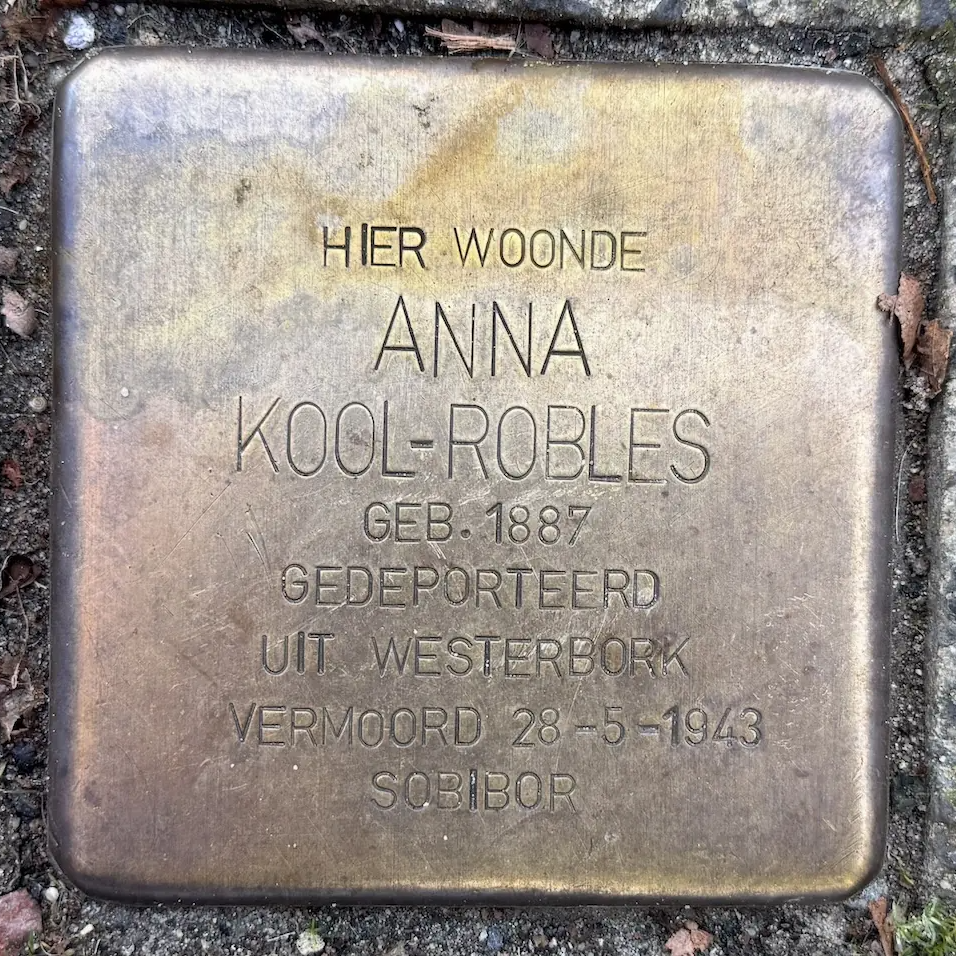 HIER WOONDE
ANNA
KOOL-ROBLES
GEB. 1887
GEDEPORTEERD
UIT WESTERBORK
VERMOORD 28-5-1943
SOBIBOR